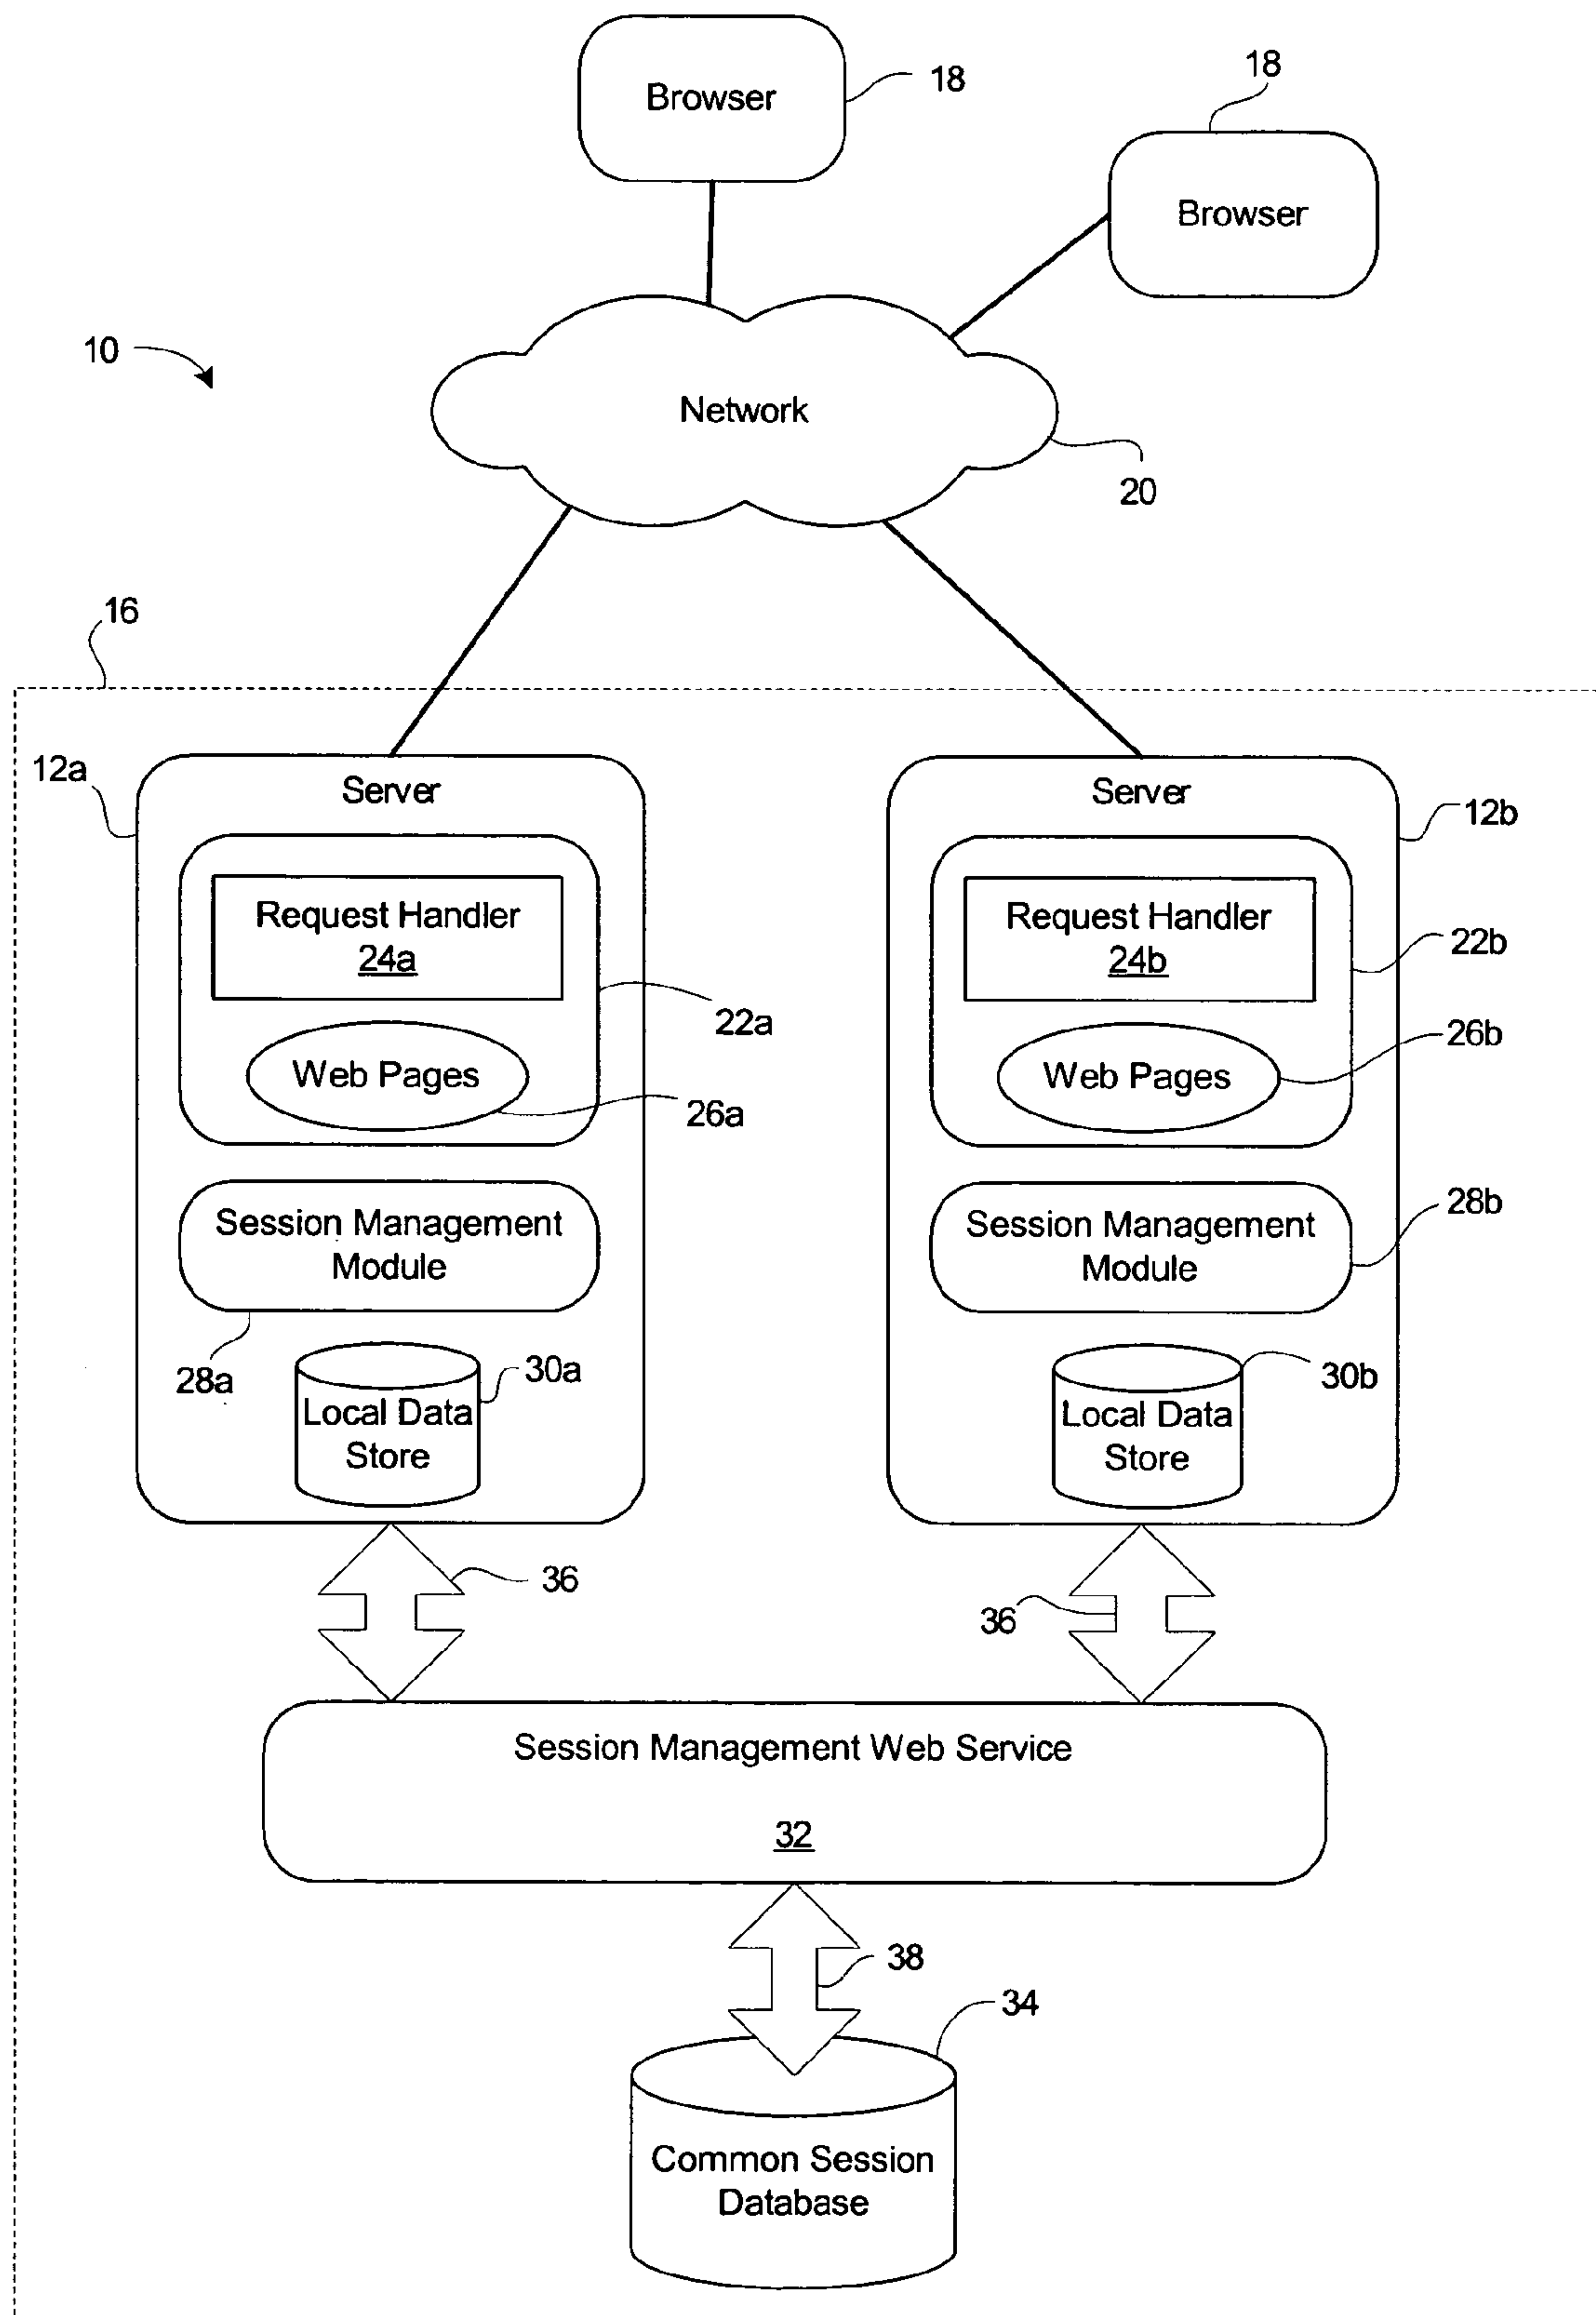 Browser
18
18
Browser
10
Network
20
16
12a
Server
Request Handler
24a
22a
Web Pages
26a
Session Management
Module
28a
30a
Local Data
Store
Server
12b
Request Handler
24b
22b
Web Pages
26b
Session Management
Module
28b
30b
Local Data
Store
36
36
Session Management Web Service
32
38
34
Common Session
Database